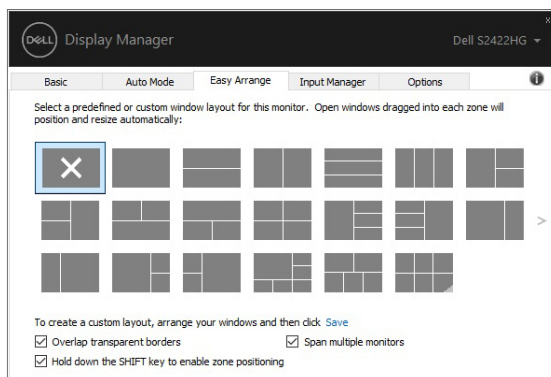 DELL Display Manager
Dell S2422HG
Basic Auto Mode Easy Arrange Input Manager Options
Select a predefined or custom window layout for this monitor. Open windows dragged into each zone will
position and resize automatically:
To create a custom layout, arrange your windows and then click Save
Overlap transparent borders Span multiple monitors
Hold down the SHIFT key to enable zone positioning